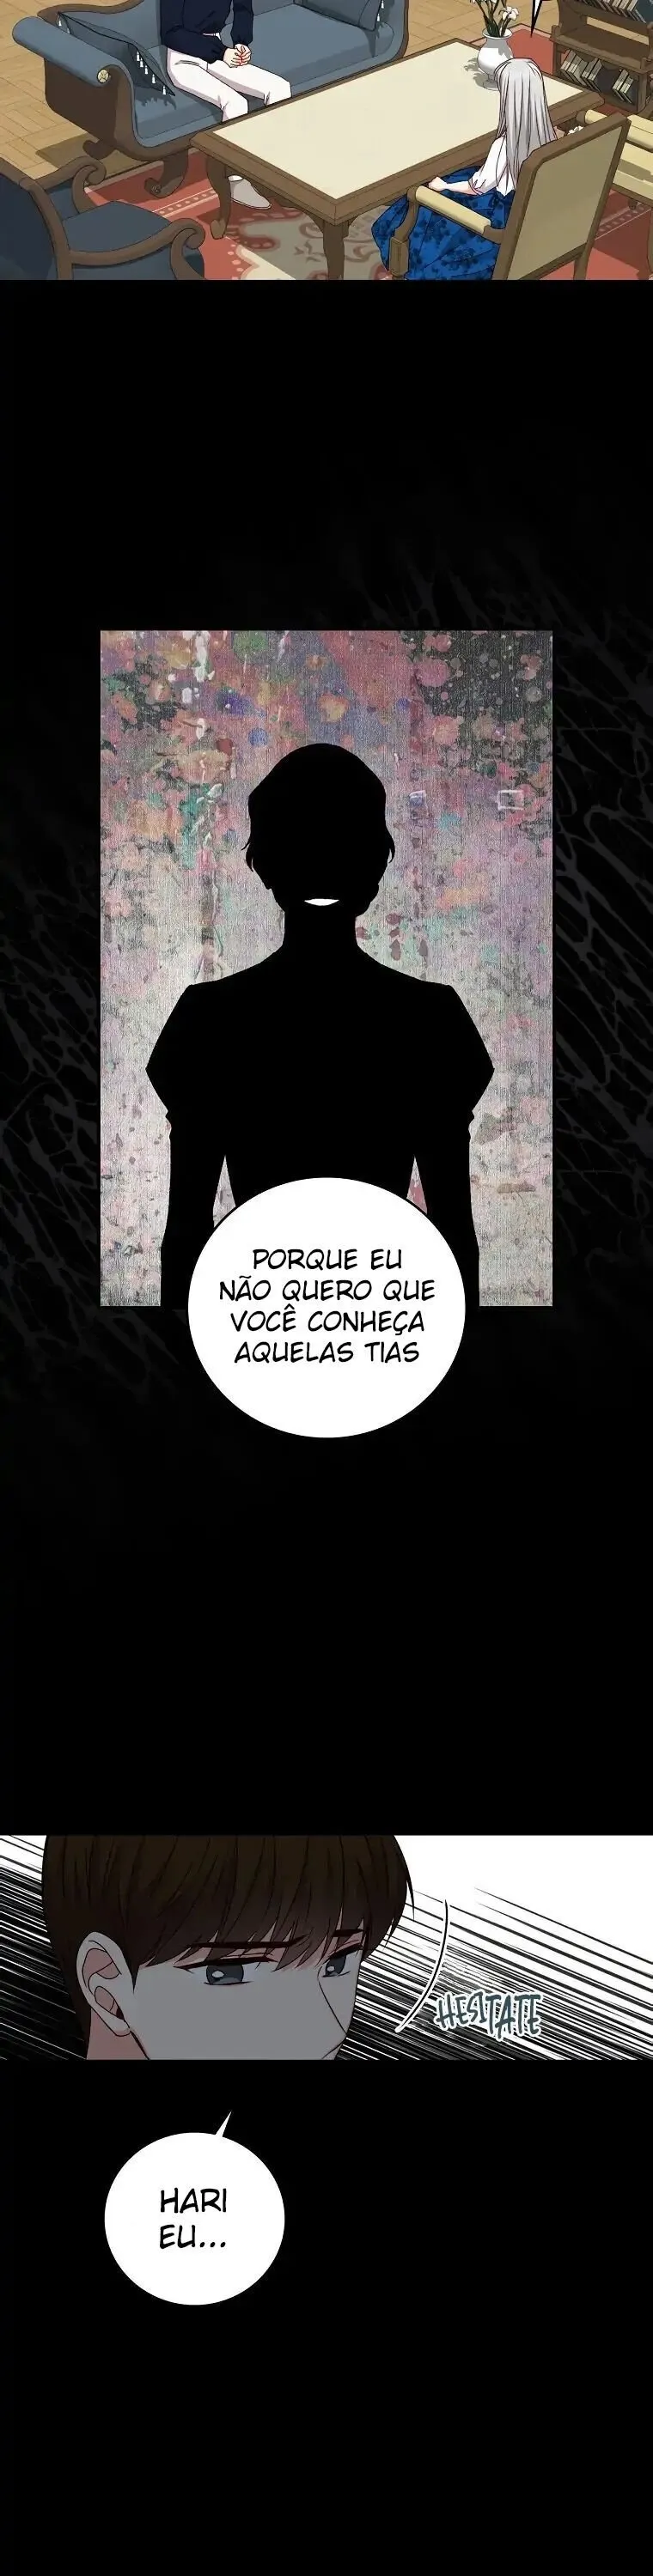 PORQUE EU
NÃO QUERO QUE
VOCÊ CONHEÇA
AQUELAS TIAS
HESITATE
HARI
EU...